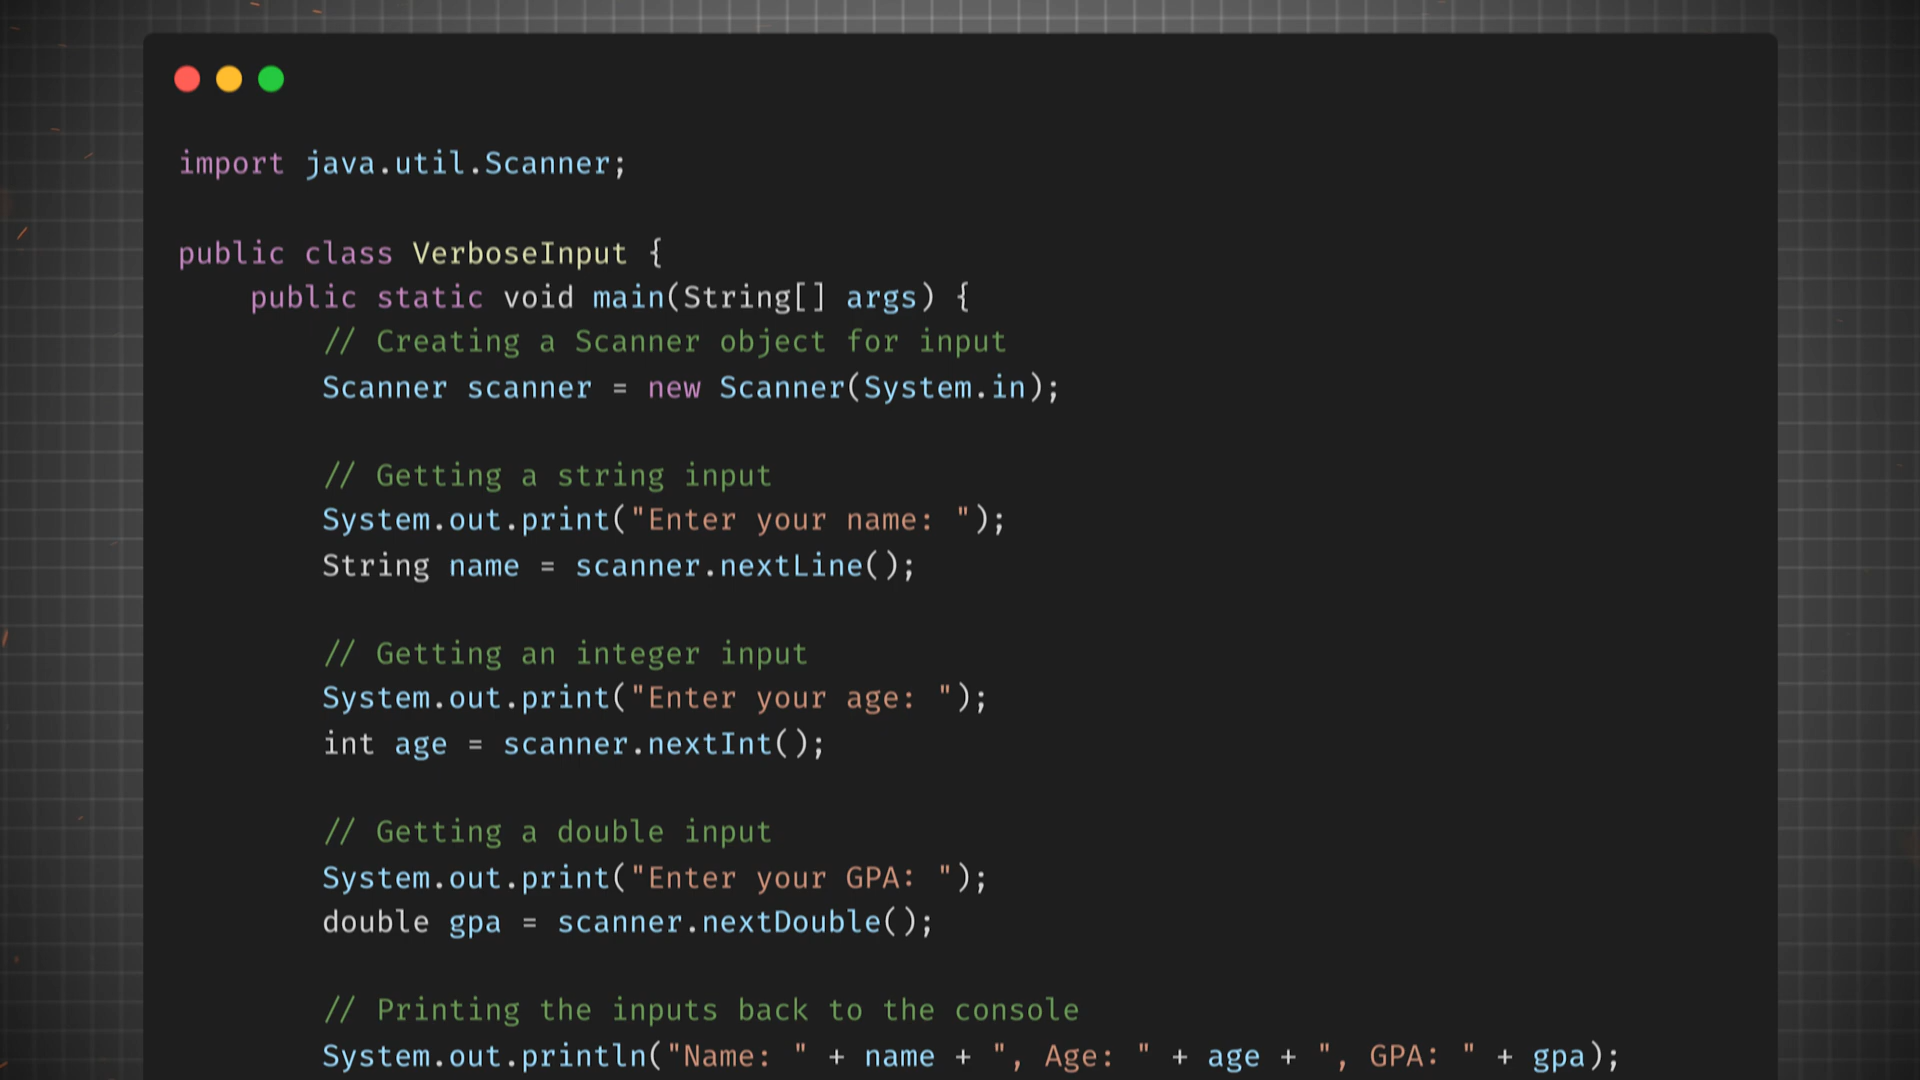 import java.util.Scanner;
public class VerboseInput {
public static void main(String[] args) {
// Creating a Scanner object for input
Scanner scanner = new Scanner(System.in);
// Getting a string input
System.out.print("Enter your name: ");
String name = scanner.nextLine();
// Getting an integer input
System.out.print("Enter your age: ");
int age = scanner.nextInt();
// Getting a double input
System.out.print("Enter your GPA: ");
double gpa = scanner.nextDouble();
// Printing the inputs back to the console
System.out.println("Name: " + name + ", Age: " + age + ", GPA: " + gpa);